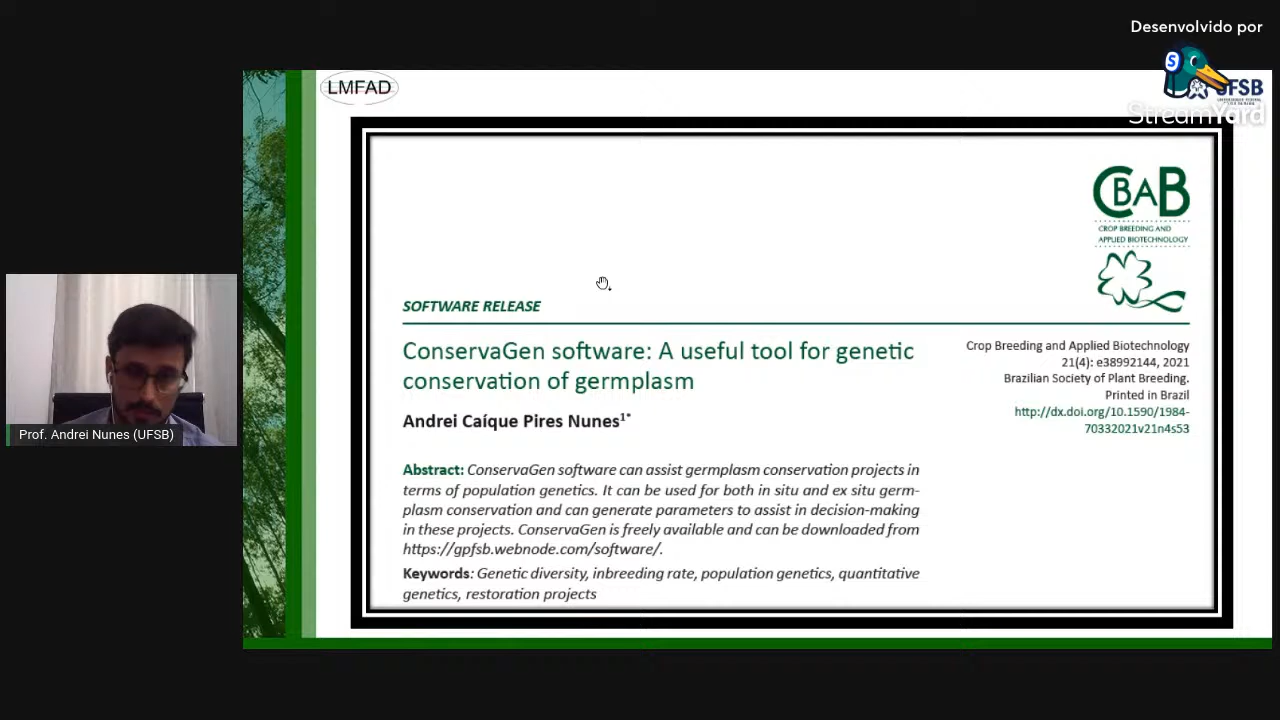 Desenvolvido por
StreamYard
LMFAD
UFSB
CBAB
CROP BREEDING AND
APPLIED BIOTECHNOLOGY
SOFTWARE RELEASE
ConservaGen software: A useful tool for genetic
conservation of germplasm
Andrei Caíque Pires Nunes1*
Crop Breeding and Applied Biotechnology
21(4): e38992144, 2021
Brazilian Society of Plant Breeding.
Printed in Brazil
http://dx.doi.org/10.1590/1984-
70332021v21n4s53
Abstract: ConservaGen software can assist germplasm conservation projects in
terms of population genetics. It can be used for both in situ and ex situ germ-
plasm conservation and can generate parameters to assist in decision-making
in these projects. ConservaGen is freely available and can be downloaded from
https://gpfsb.webnode.com/software/.
Keywords: Genetic diversity, inbreeding rate, population genetics, quantitative
genetics, restoration projects
Prof. Andrei Nunes (UFSB)